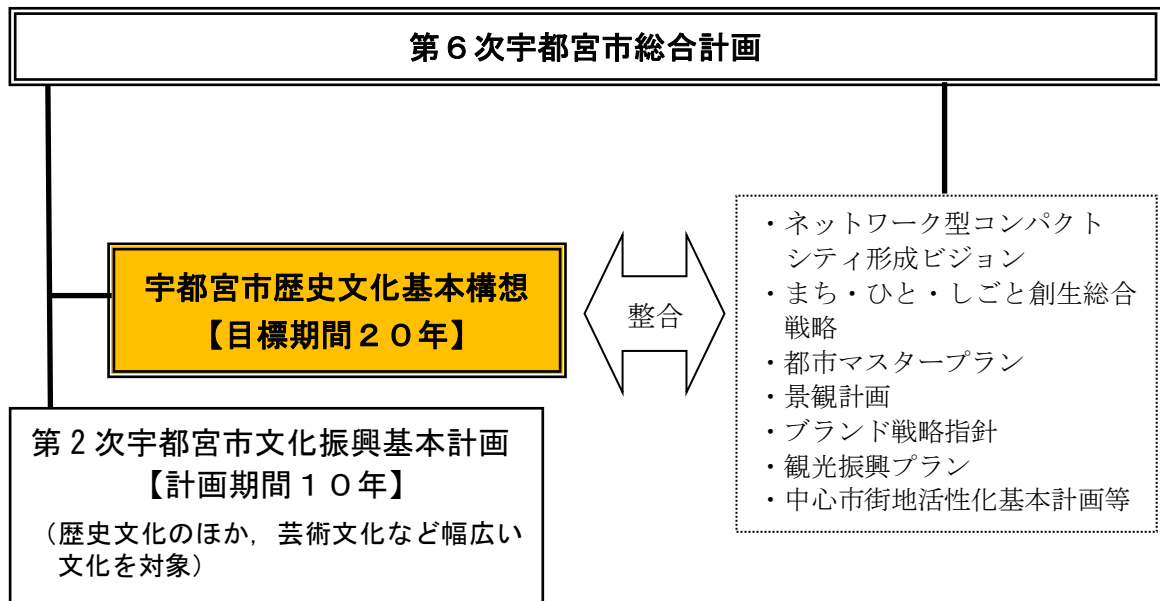 第６次宇都宮市総合計画
宇都宮市歴史文化基本構想
【目標期間２０年】
整合
・ネットワーク型コンパクト
シティ形成ビジョン
・まち・ひと・しごと創生総合
戦略
・都市マスタープラン
・景観計画
・ブランド戦略指針
・観光振興プラン
・中心市街地活性化基本計画等
第２次宇都宮市文化振興基本計画
【計画期間１０年】
（歴史文化のほか，芸術文化など幅広い
文化を対象）